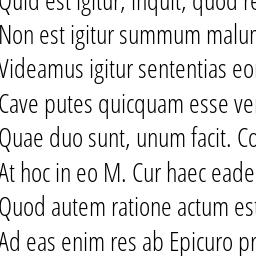 Quid est igitur, inquit, quod re
Non est igitur summum malum
Videamus igitur sententias eo
Cave putes quicquam esse ve
Quae duo sunt, unum facit. Co
At hoc in eo M. Cur haec eade
Quod autem ratione actum est
Ad eas enim res ab Epicuro pr